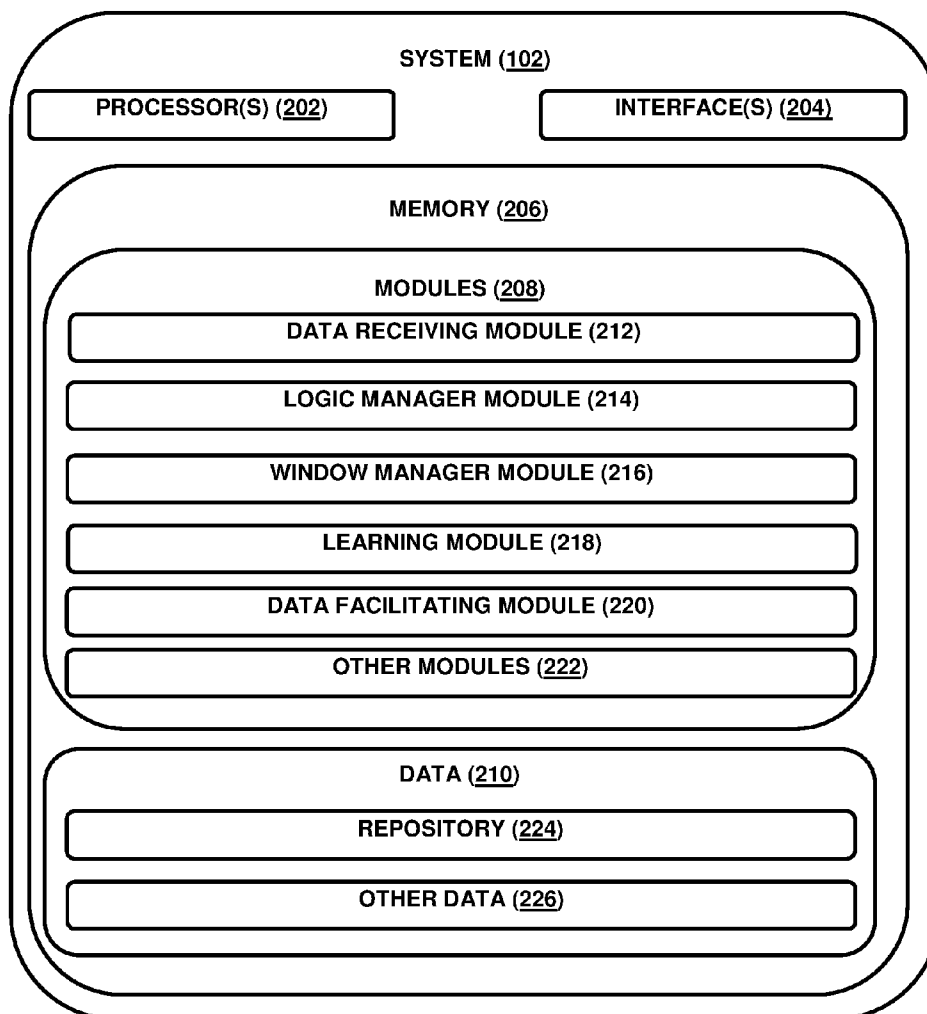 SYSTEM (102)
PROCESSOR(S) (202)
INTERFACE(S) (204)
MEMORY (206)
MODULES (208)
DATA RECEIVING MODULE (212)
LOGIC MANAGER MODULE (214)
WINDOW MANAGER MODULE (216)
LEARNING MODULE (218)
DATA FACILITATING MODULE (220)
OTHER MODULES (222)
DATA (210)
REPOSITORY (224)
OTHER DATA (226)